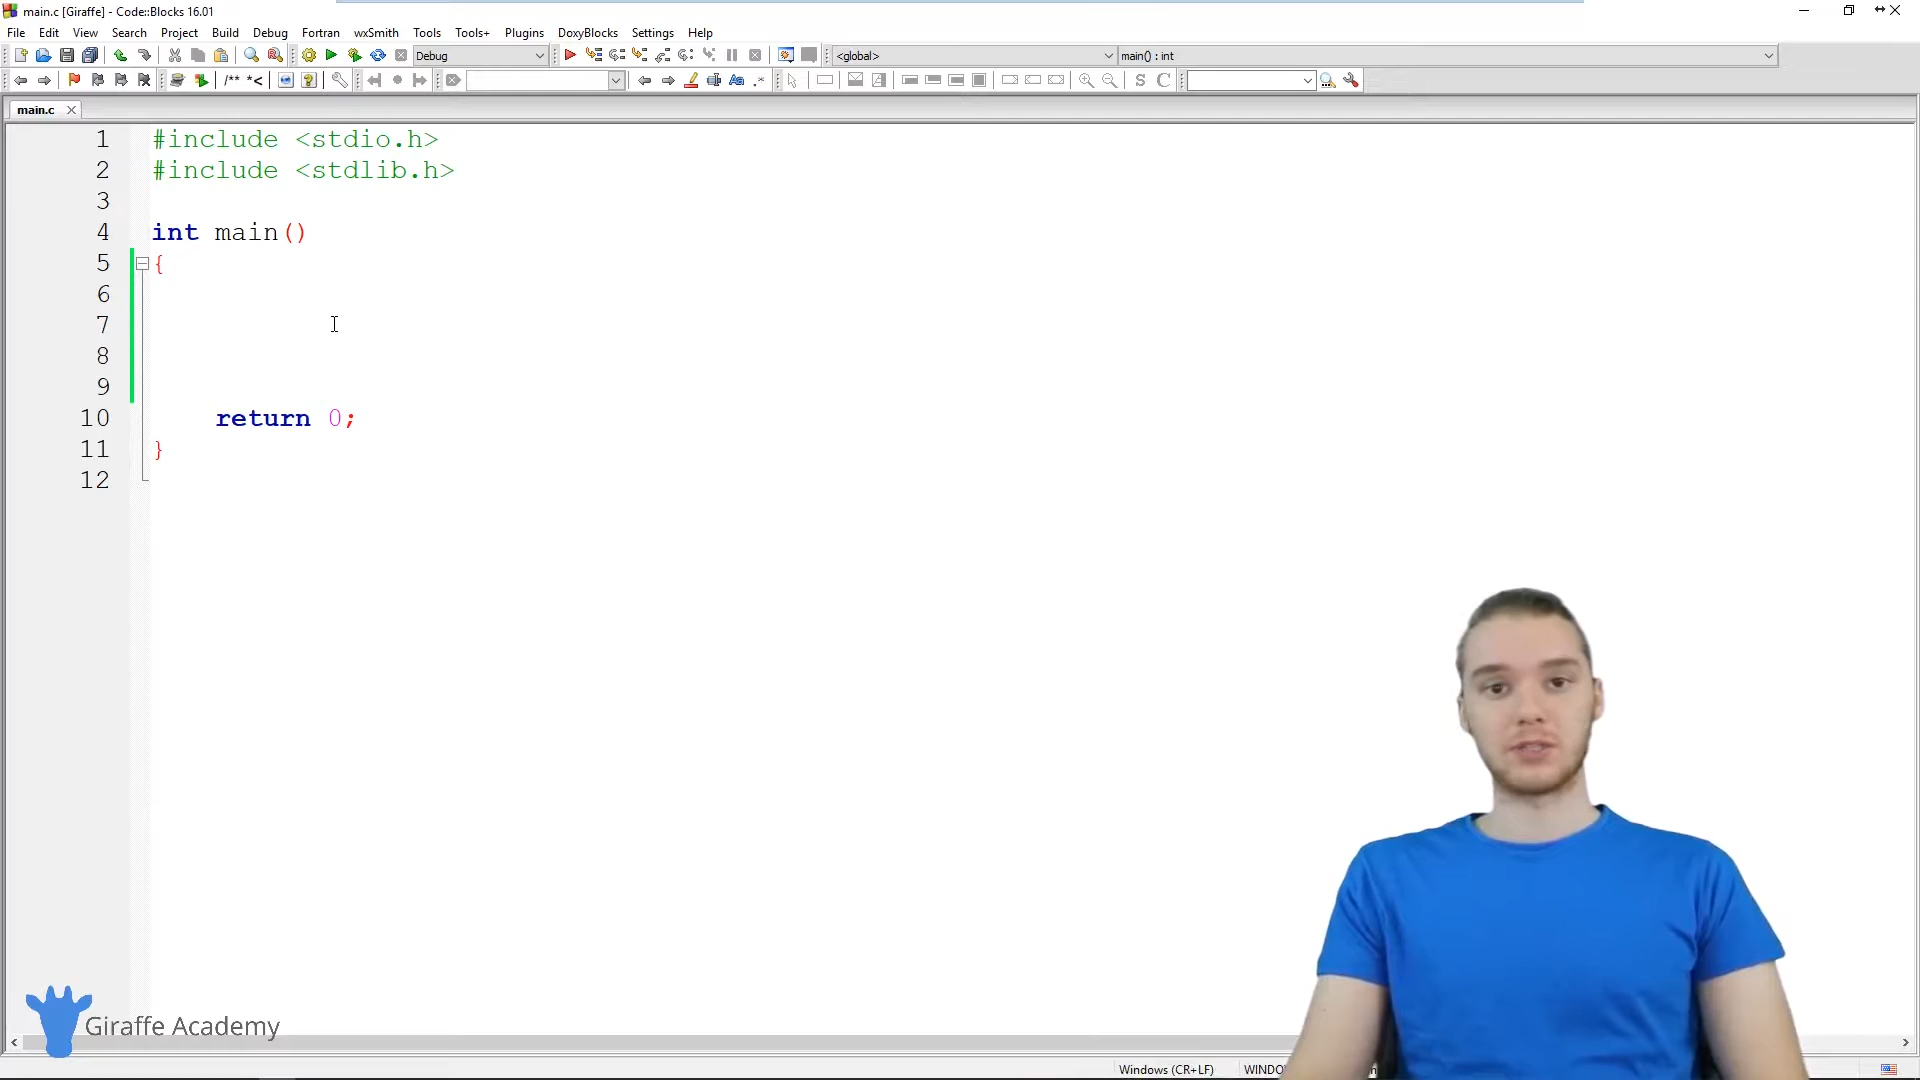 main.c [Giraffe] - Code::Blocks 16.01
File Edit View Search Project Build Debug Fortran wxSmith Tools Tools+ Plugins DoxyBlocks Settings Help
Debug <global> main() : int
/** *< S C
main.c
1 #include <stdio.h>
2 #include <stdlib.h>
3
4 int main()
5 {
6
7
8
9
10 return 0;
11 }
12
Giraffe Academy
Windows (CR+LF)